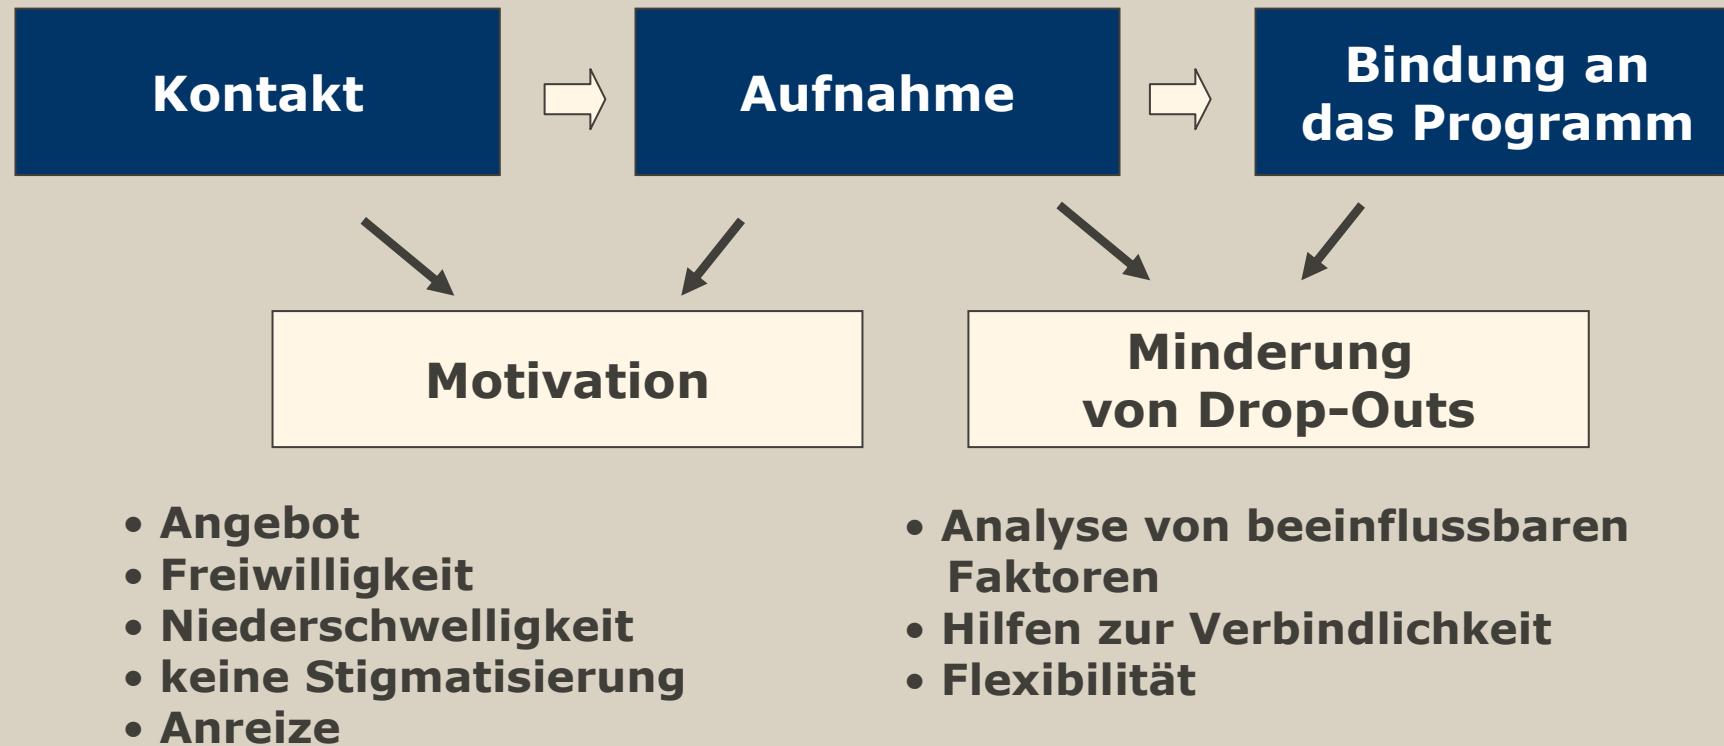 Kontakt
Aufnahme
Bindung an
das Programm
Motivation
Minderung
von Drop-Outs
• Angebot
• Freiwilligkeit
• Niederschwelligkeit
• keine Stigmatisierung
• Anreize
• Analyse von beeinflussbaren
Faktoren
• Hilfen zur Verbindlichkeit
• Flexibilität